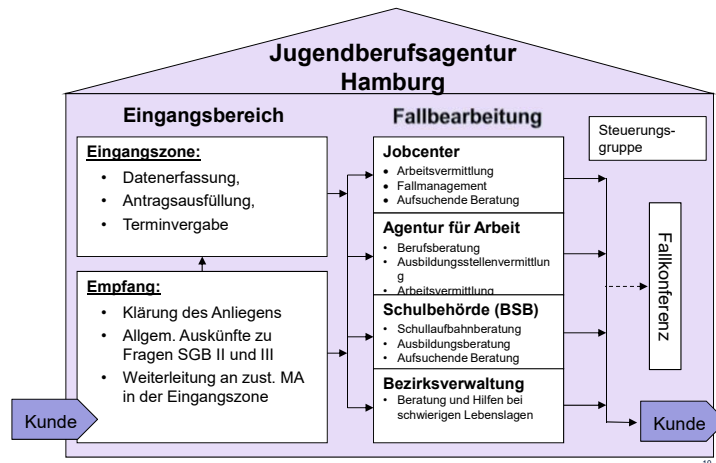 Jugendberufsagentur
Hamburg
Eingangsbereich
Eingangszone:
• Datenerfassung,
• Antragsausfüllung,
• Terminvergabe
Empfang:
• Klärung des Anliegens
• Allgem. Auskünfte zu
Fragen SGB II und III
• Weiterleitung an zust. MA
in der Eingangszone
Kunde
Fallbearbeitung
Jobcenter
• Arbeitsvermittlung
• Fallmanagement
• Aufsuchende Beratung
Agentur für Arbeit
• Berufsberatung
• Ausbildungsstellenvermittlun
g
• Arbeitsvermittlung
Schulbehörde (BSB)
• Schullaufbahnberatung
• Ausbildungsberatung
• Aufsuchende Beratung
Bezirksverwaltung
• Beratung und Hilfen bei
schwierigen Lebenslagen
Steuerungs-
gruppe
Fallkonferenz
Kunde